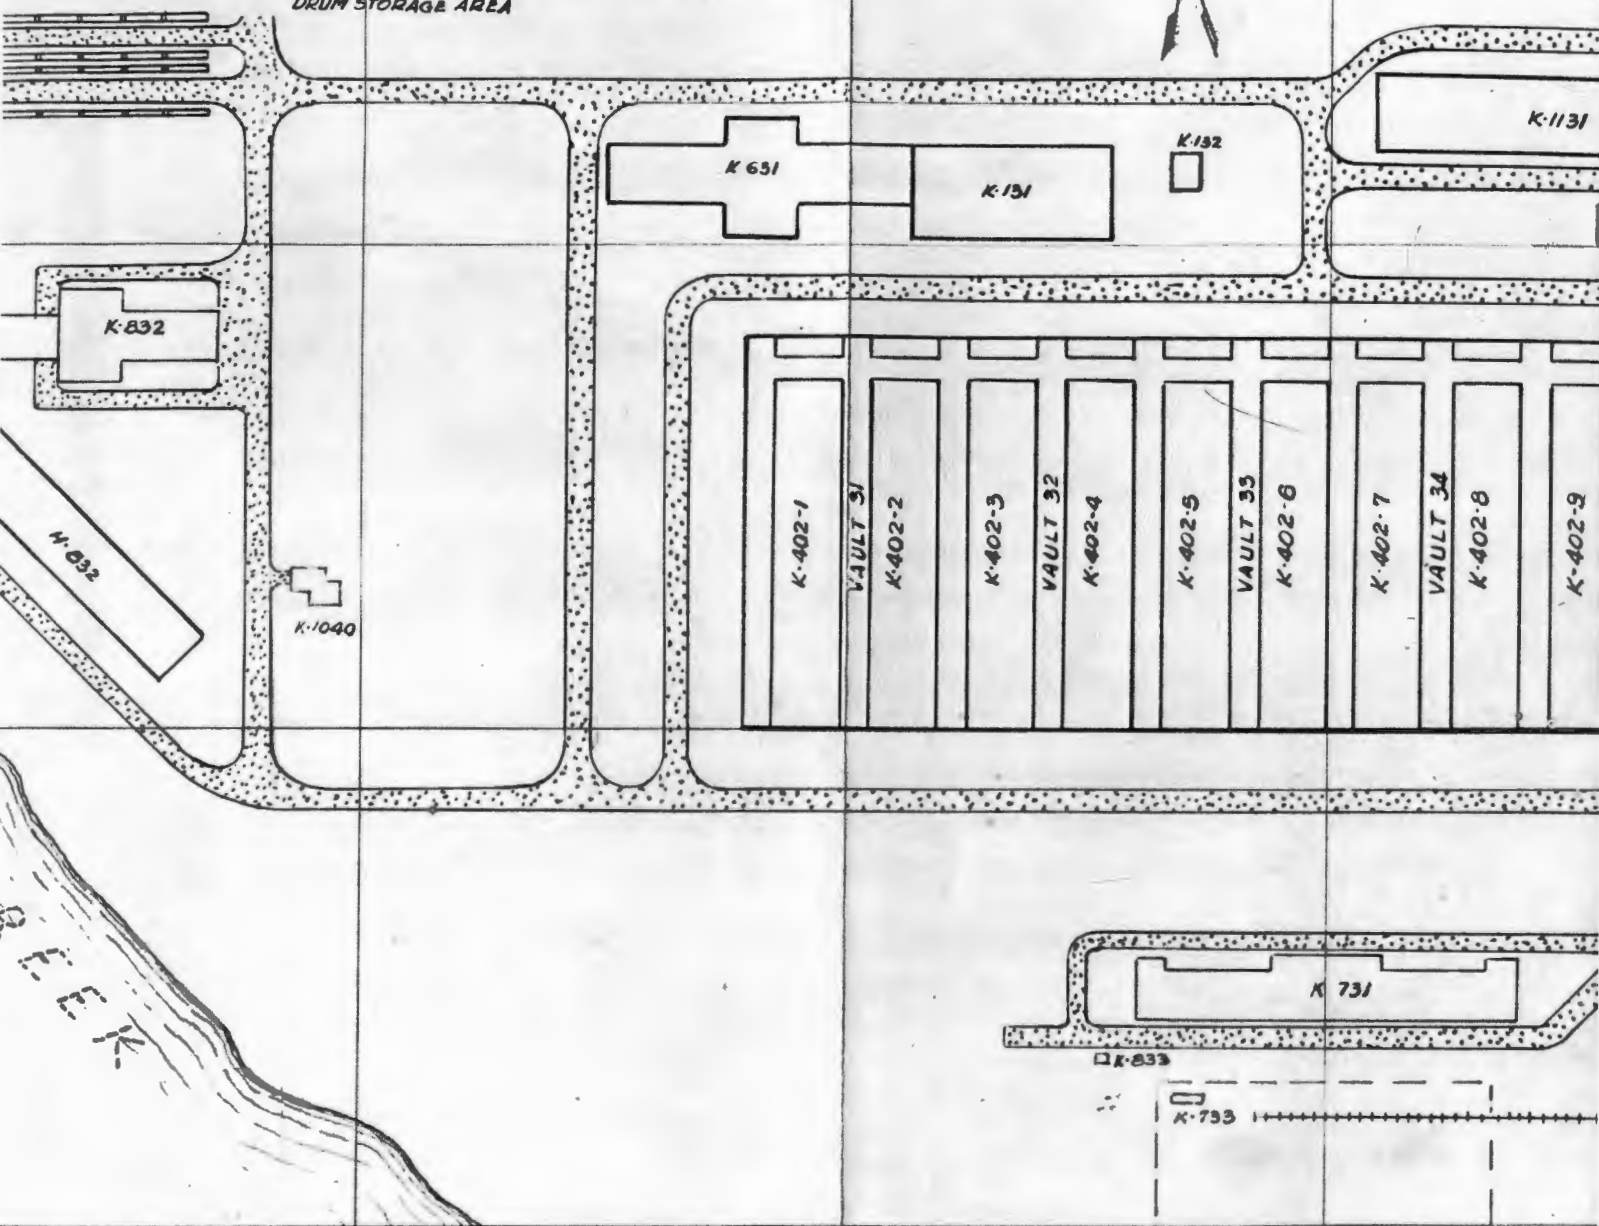 DRUM STORAGE AREA
K-1131
K-132
K 631
K-131
K-832
K-402-1
VAULT 31
K-402-2
K-402-3
VAULT 32
K-402-4
K-402-5
VAULT 33
K-402-6
K-402-7
VAULT 34
K-402-8
K-402-9
H-832
K-1040
REEK
K 731
K-833
K-733